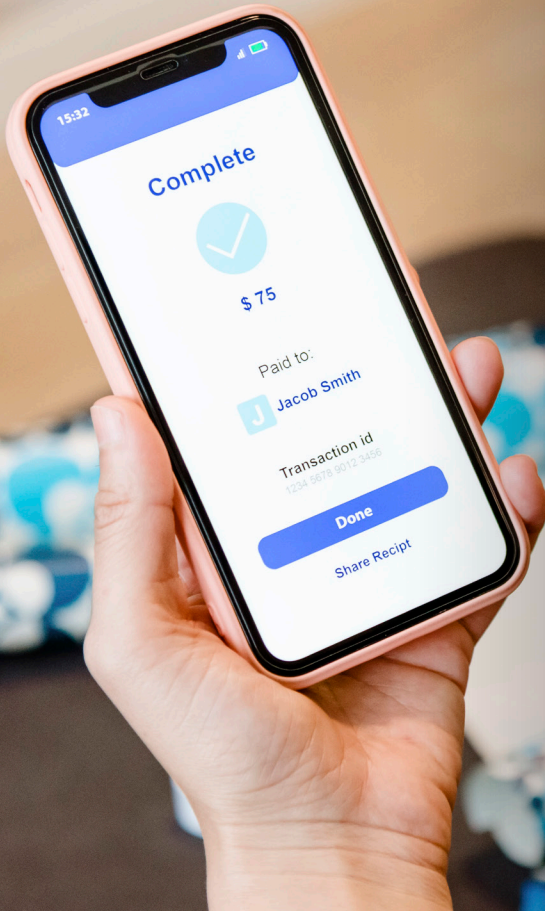 15:32
Complete
$ 75
Paid to:
J Jacob Smith
Transaction id
1234 5678 9012 3456
Done
Share Recipt